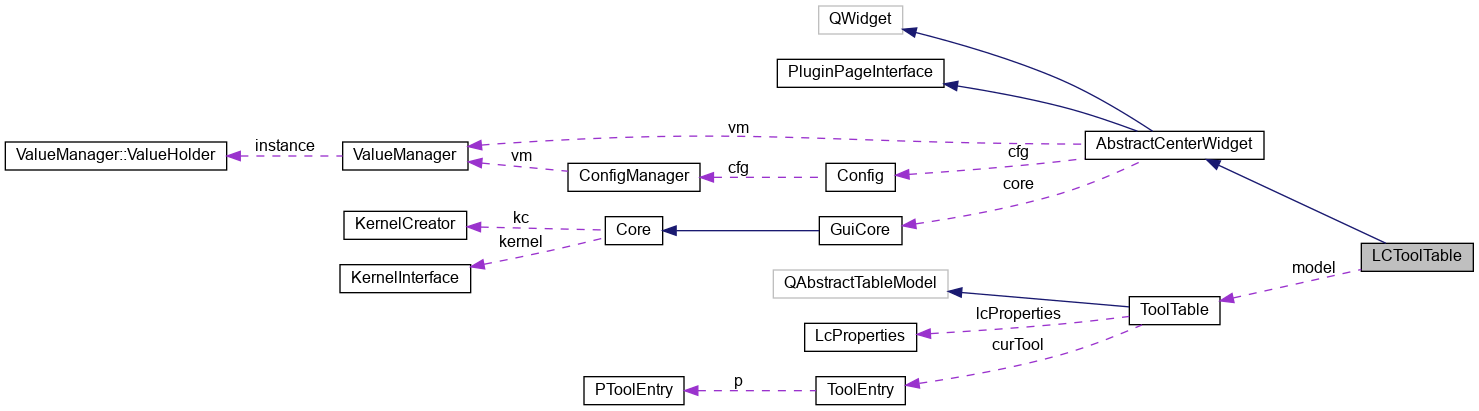 QWidget
PluginPageInterface
vm
AbstractCenterWidget
instance
ValueManager::ValueHolder
ValueManager
vm
cfg
cfg
ConfigManager
Config
core
kc
KernelCreator
Core
GuiCore
kernel
LCToolTable
model
KernelInterface
QAbstractTableModel
lcProperties
ToolTable
LcProperties
curTool
p
PToolEntry
ToolEntry